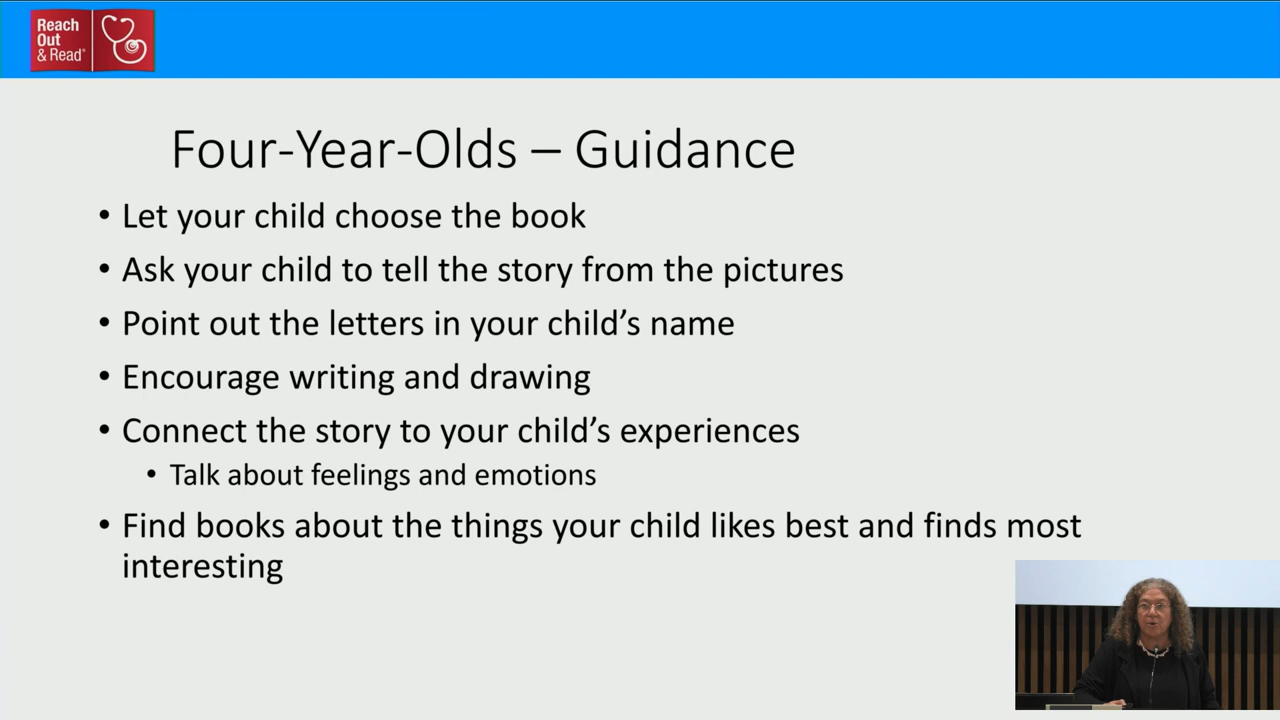 Reach
Out
& Read®
Four-Year-Olds – Guidance
• Let your child choose the book
• Ask your child to tell the story from the pictures
• Point out the letters in your child’s name
• Encourage writing and drawing
• Connect the story to your child’s experiences
• Talk about feelings and emotions
• Find books about the things your child likes best and finds most
interesting